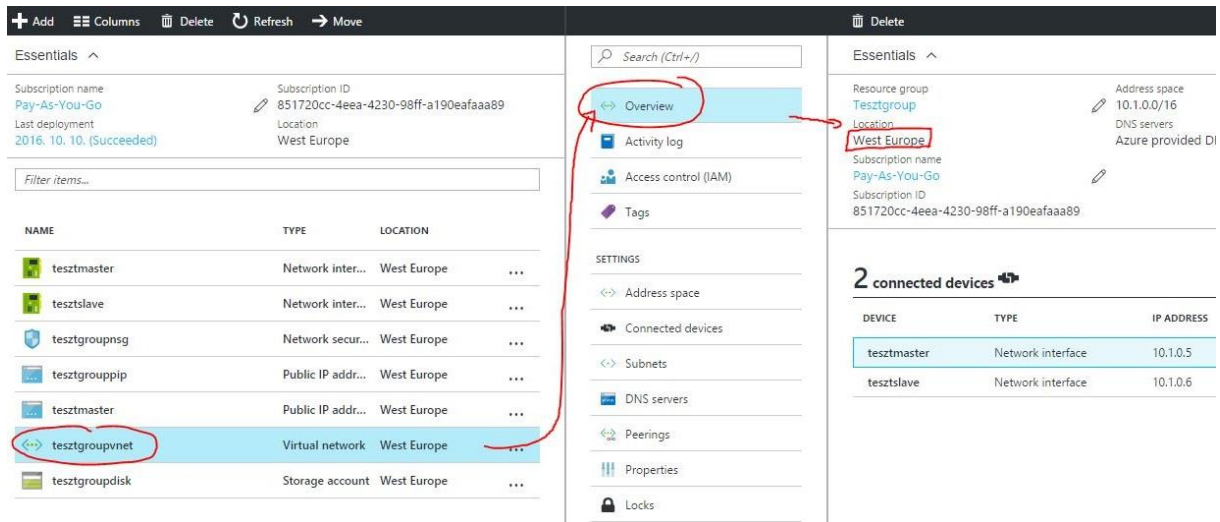 Add Columns Delete Refresh Move
Essentials
Subscription name Subscription ID
Pay-As-You-Go 851720cc-4eea-4230-98ff-a190eafaaa89
Last deployment Location
2016. 10. 10. (Succeeded) West Europe
Filter items...
NAME TYPE LOCATION
tesztmaster Network inter... West Europe ...
tesztslave Network inter... West Europe ...
tesztgroupnsg Network secur... West Europe ...
tesztgrouppip Public IP addr... West Europe ...
tesztmaster Public IP addr... West Europe ...
tesztgroupvnet Virtual network West Europe ...
tesztgroupdisk Storage account West Europe ...
Search (Ctrl+/)
Overview
Activity log
Access control (IAM)
Tags
SETTINGS
Address space
Connected devices
Subnets
DNS servers
Peerings
Properties
Locks
Delete
Essentials
Resource group Address space
Tesztgroup 10.1.0.0/16
Location DNS servers
West Europe Azure provided D
Subscription name
Pay-As-You-Go
Subscription ID
851720cc-4eea-4230-98ff-a190eafaaa89
2 connected devices
DEVICE TYPE IP ADDRESS
tesztmaster Network interface 10.1.0.5
tesztslave Network interface 10.1.0.6